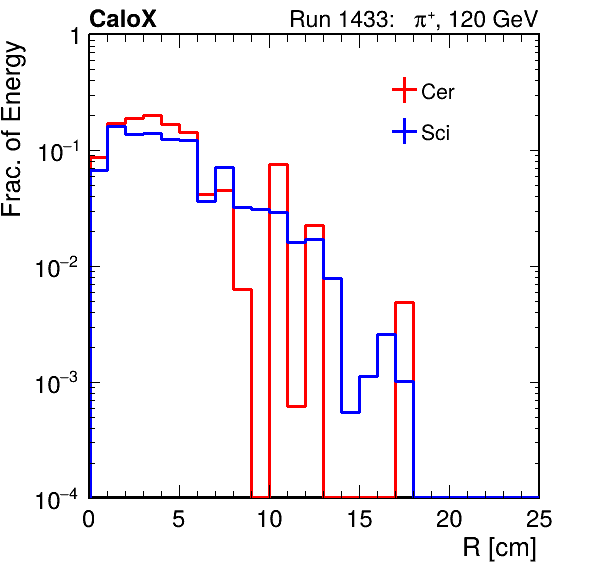 CaloX Run 1433: π⁺, 120 GeV
Frac. of Energy
1
10⁻¹
10⁻²
10⁻³
10⁻⁴
Cer
Sci
0 5 10 15 20 25
R [cm]